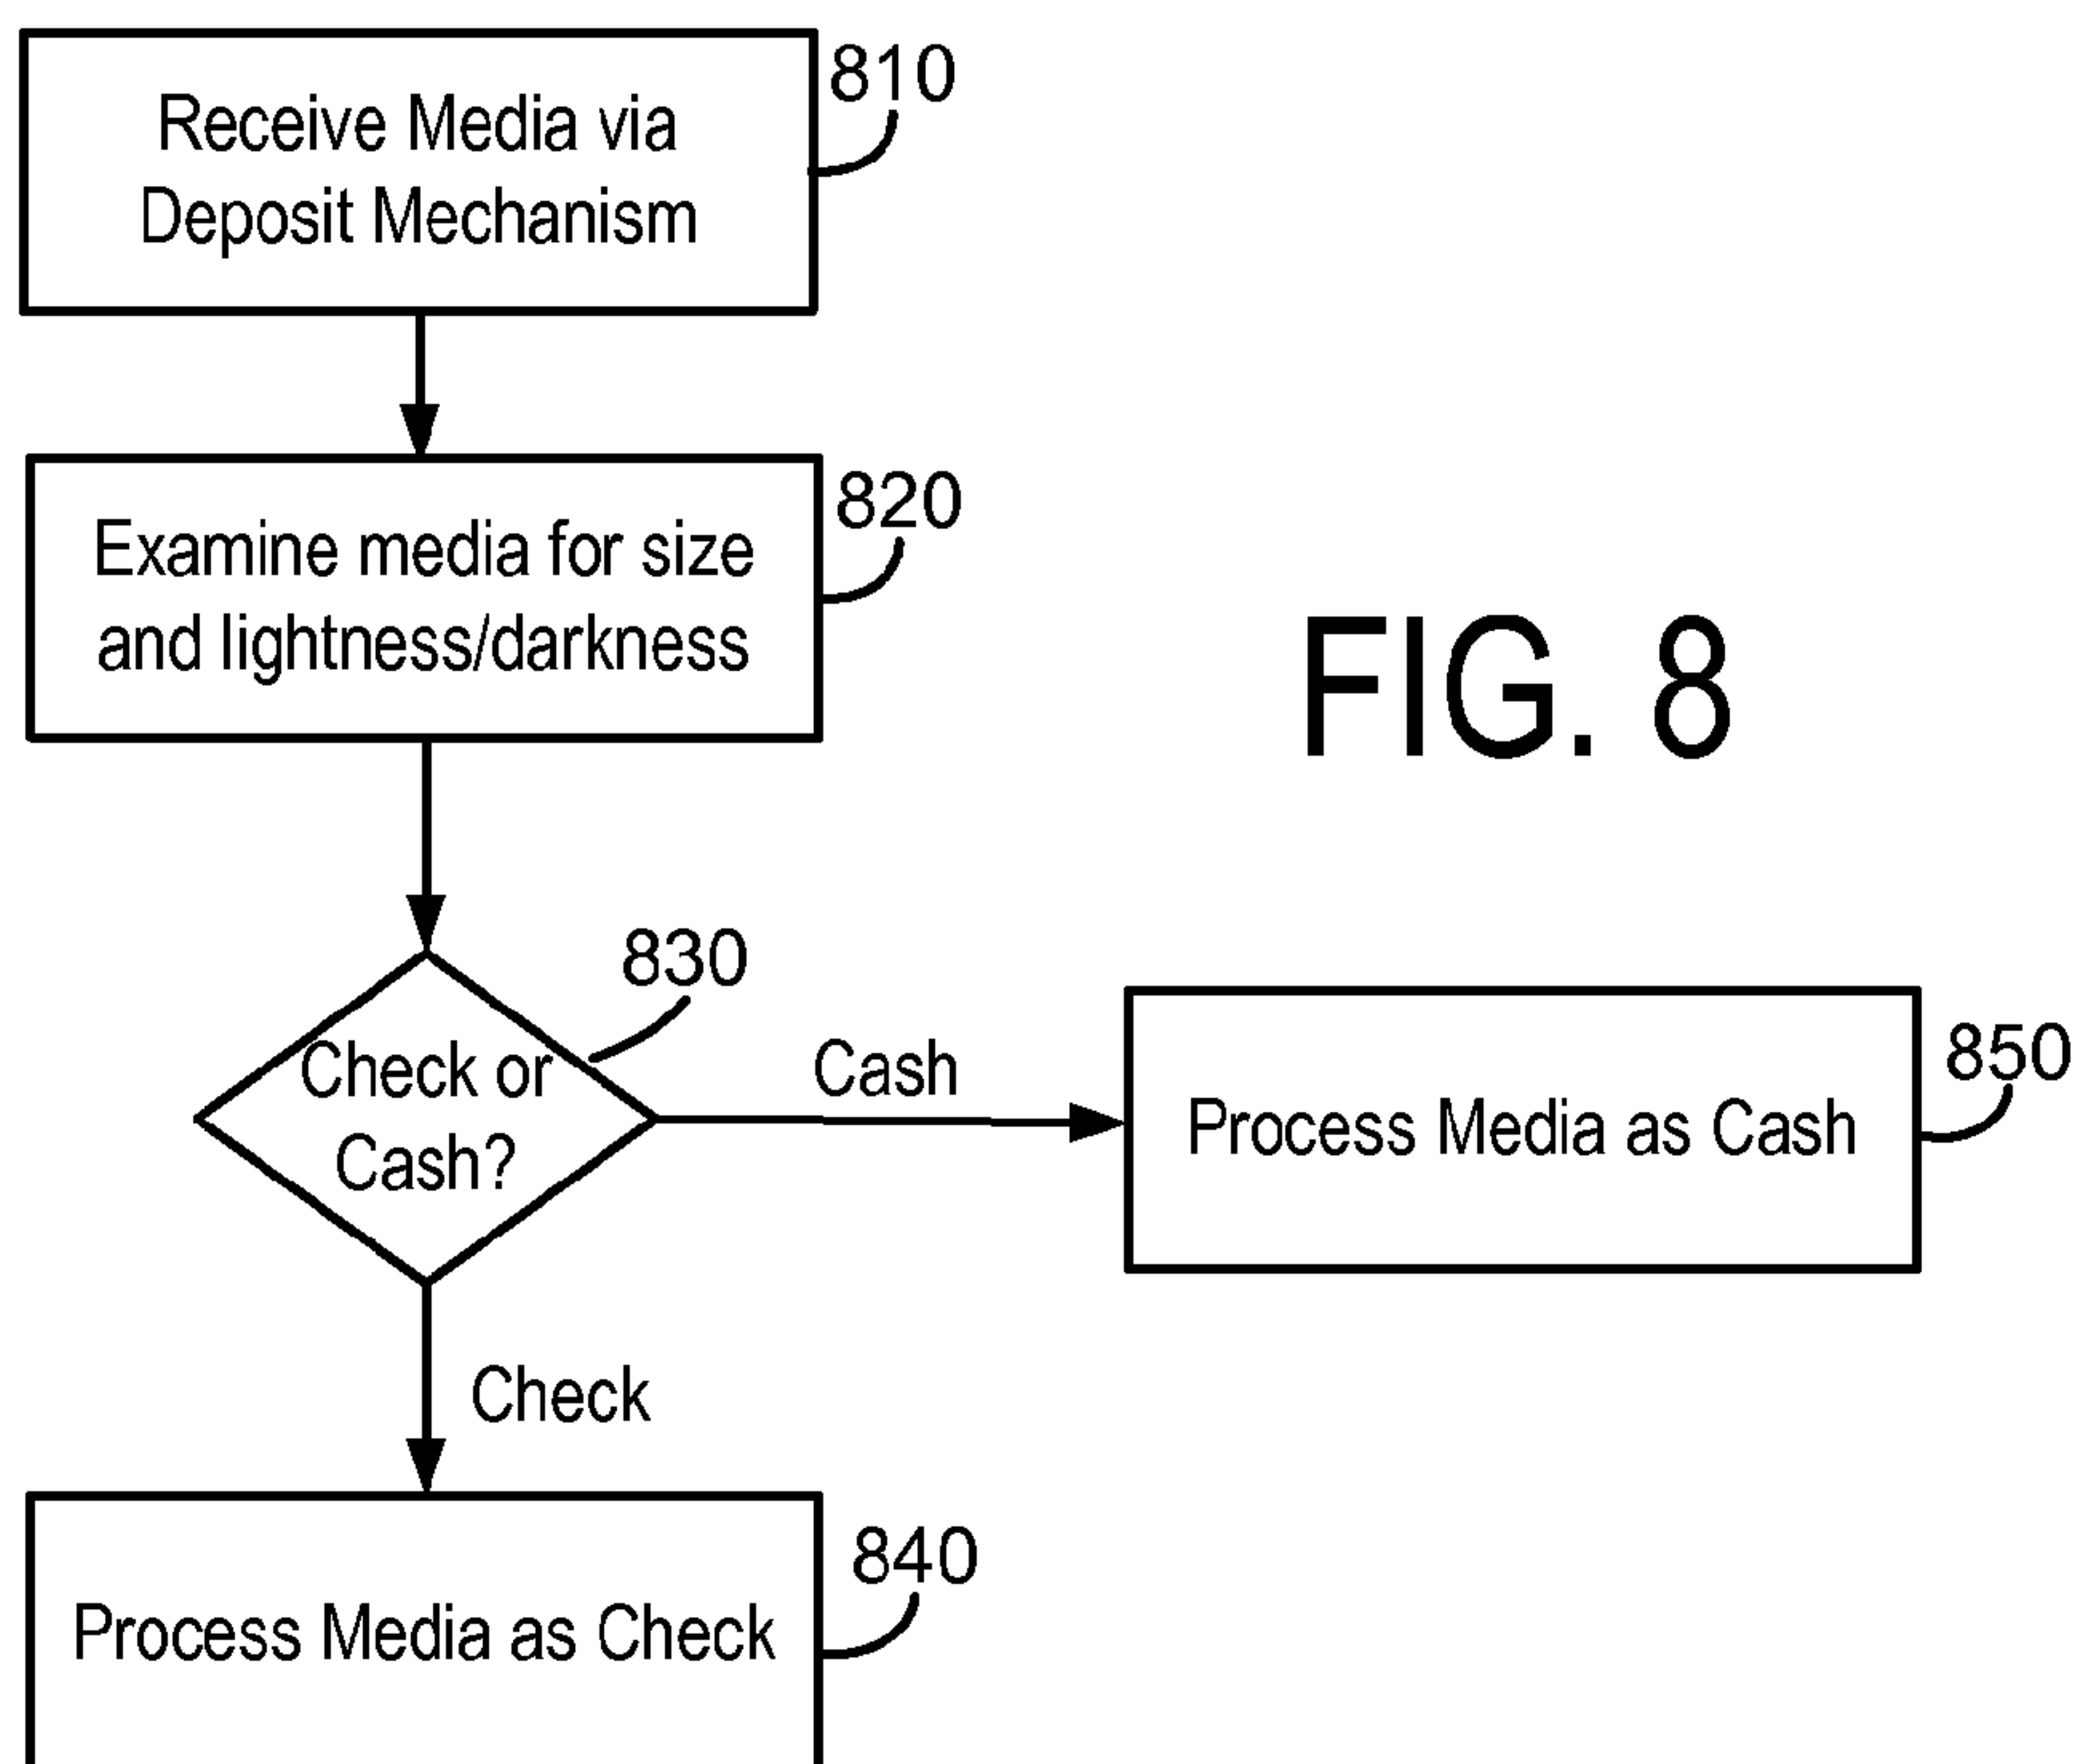 810
Receive Media via
Deposit Mechanism
820
Examine media for size
and lightness/darkness
FIG. 8
830
Check or
Cash?
Cash
850
Process Media as Cash
Check
840
Process Media as Check